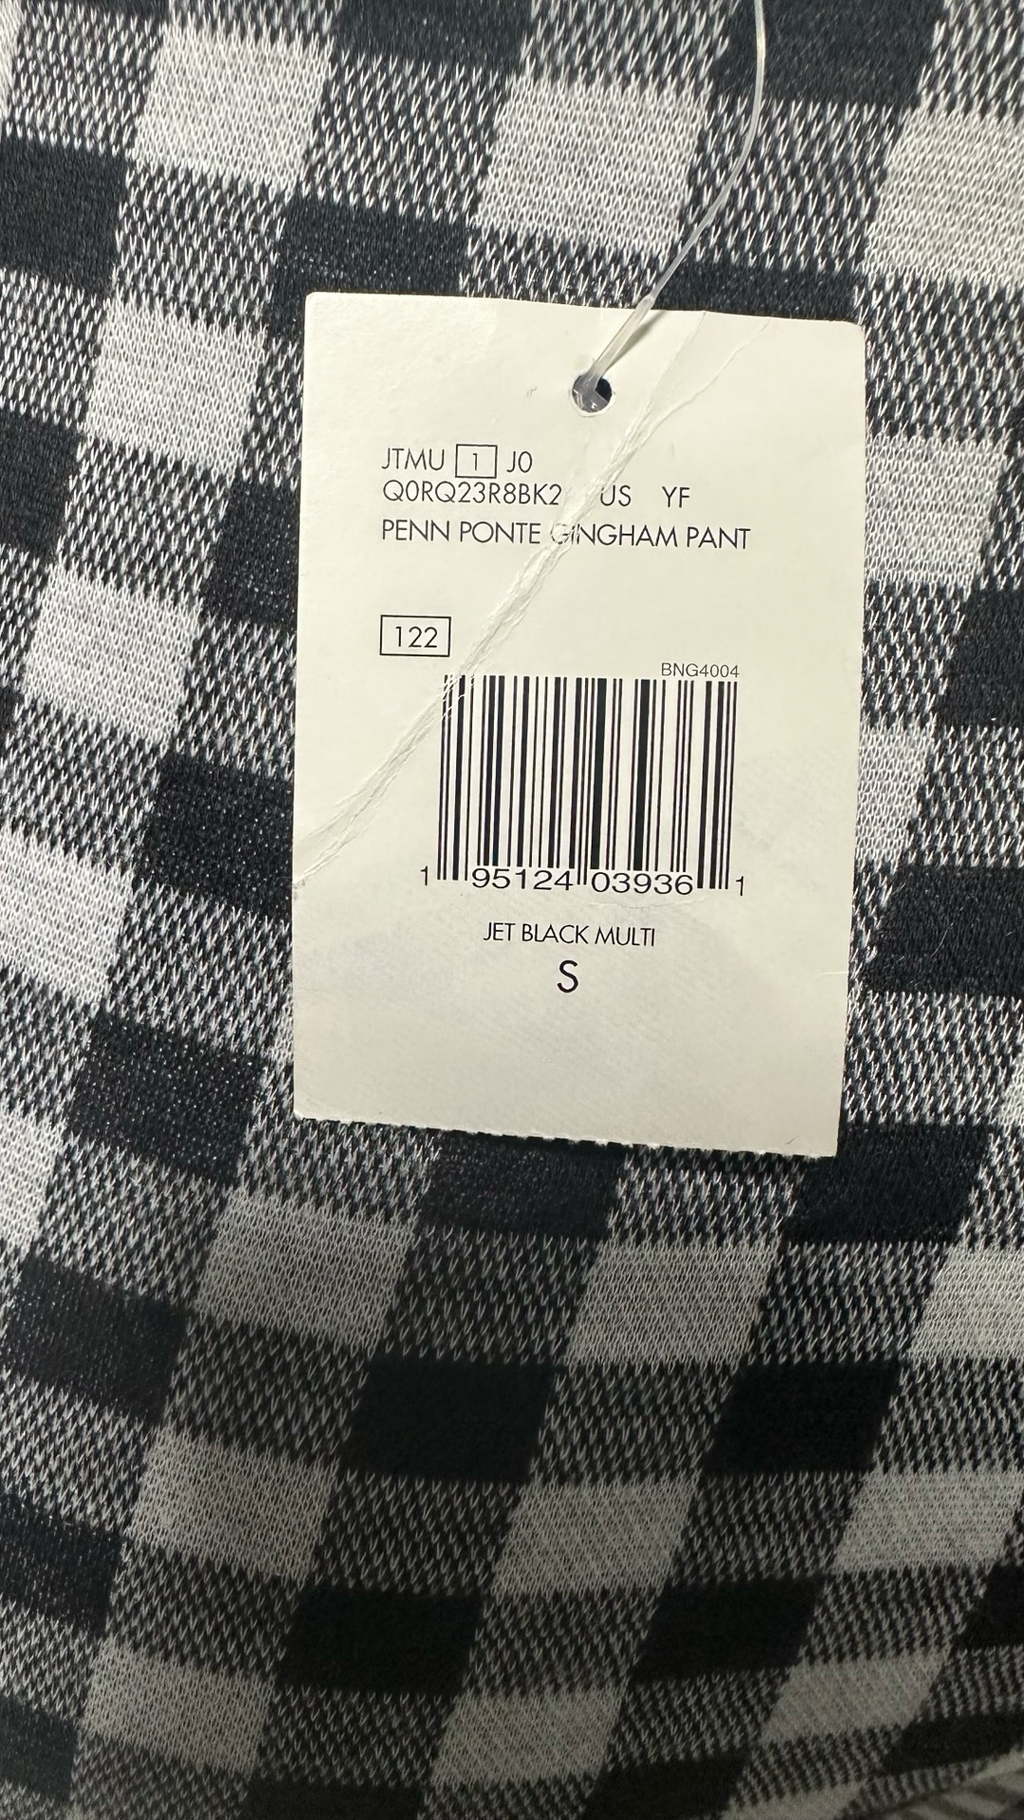 JTMU 1 J0
Q0RQ23R8BK2 US YF
PENN PONTE GINGHAM PANT
122
BNG4004
1 95124 03936 1
JET BLACK MULTI
S